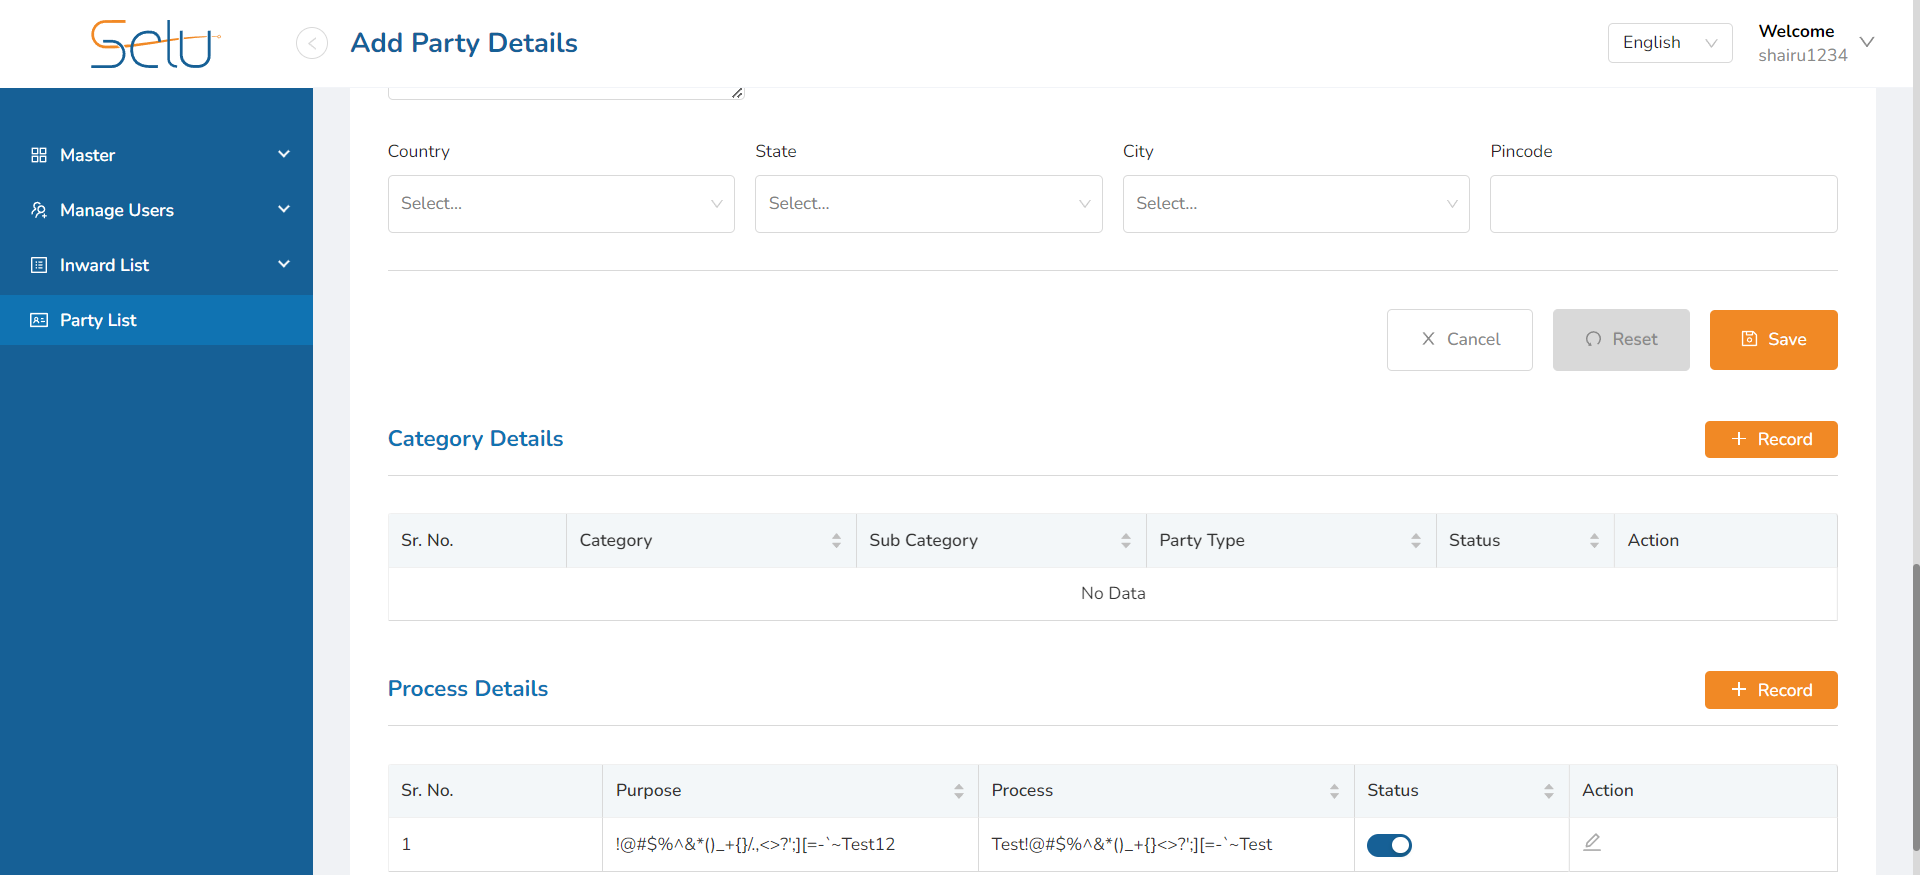 Setu
Add Party Details
English
Welcome
shairu1234
Master
Manage Users
Inward List
Party List
Country
State
City
Pincode
Select...
Select...
Select...
Cancel
Reset
Save
Category Details
+ Record
Sr. No.
Category
Sub Category
Party Type
Status
Action
No Data
Process Details
+ Record
Sr. No.
Purpose
Process
Status
Action
1
!@#$%^&*()_+{}/.,<>?';][=-`~Test12
Test!@#$%^&*()_+{}<>?';][=-`~Test